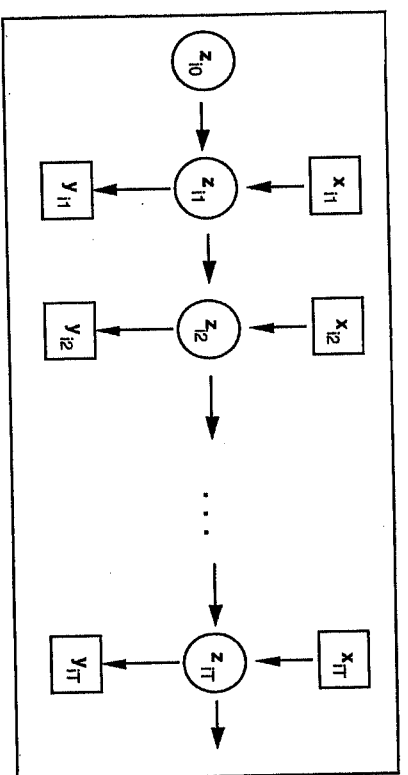 x_i1 x_i2 x_iT
z_i0 z_i1 z_i2 . . . z_iT
y_i1 y_i2 y_iT